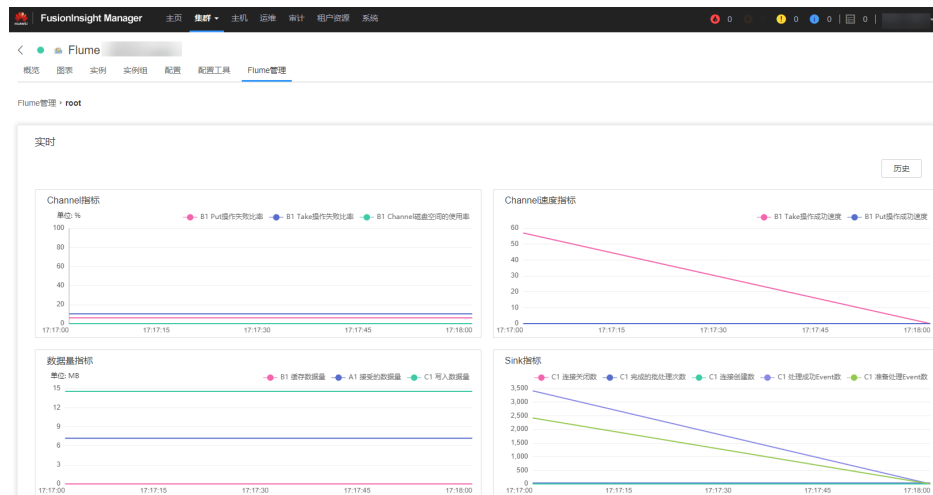 HUAWEI FusionInsight Manager 主页 集群 主机 运维 审计 租户资源 系统 0 0 0 0
Flume
概览 图表 实例 实例组 配置 配置工具 Flume管理
Flume管理 root
实时
历史
Channel指标
单位: %
B1 Put操作失败比率 B1 Take操作失败比率 B1 Channel磁盘空间的使用率
100
80
60
40
20
0
17:17:00 17:17:15 17:17:30 17:17:45 17:18:00
Channel速度指标
B1 Take操作成功速度 B1 Put操作成功速度
60
50
40
30
20
10
0
17:17:00 17:17:15 17:17:30 17:17:45 17:18:00
数据量指标
单位: MB
B1 缓存数据量 A1 接受的数据量 C1 写入数据量
15
12
9
6
3
0
17:17:00 17:17:15 17:17:30 17:17:45 17:18:00
Sink指标
C1 连接关闭数 C1 完成的批处理次数 C1 连接创建数 C1 处理成功Event数 C1 准备处理Event数
3,500
3,000
2,500
2,000
1,500
1,000
500
0
17:17:00 17:17:15 17:17:30 17:17:45 17:18:00